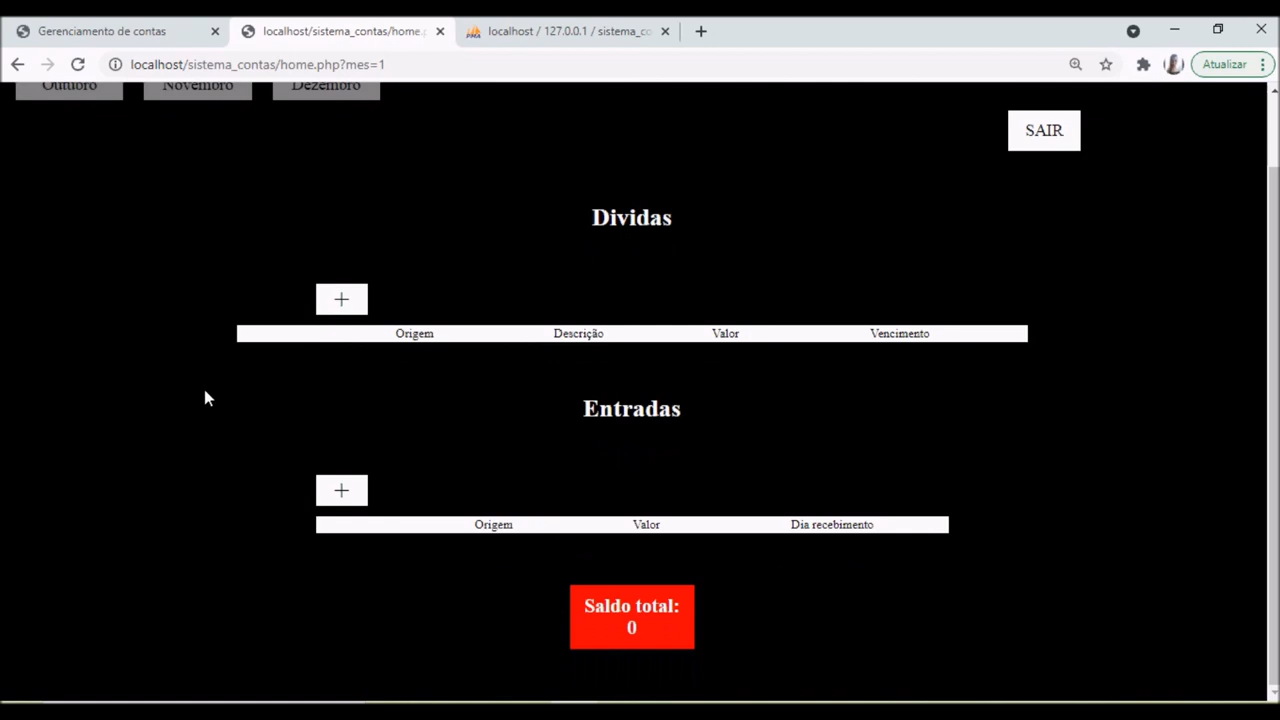 Gerenciamento de contas
localhost/sistema_contas/home.
localhost / 127.0.0.1 / sistema_co
localhost/sistema_contas/home.php?mes=1
Atualizar
Outubro Novembro Dezembro
SAIR
Dividas
+
Origem Descrição Valor Vencimento
Entradas
+
Origem Valor Dia recebimento
Saldo total:
0